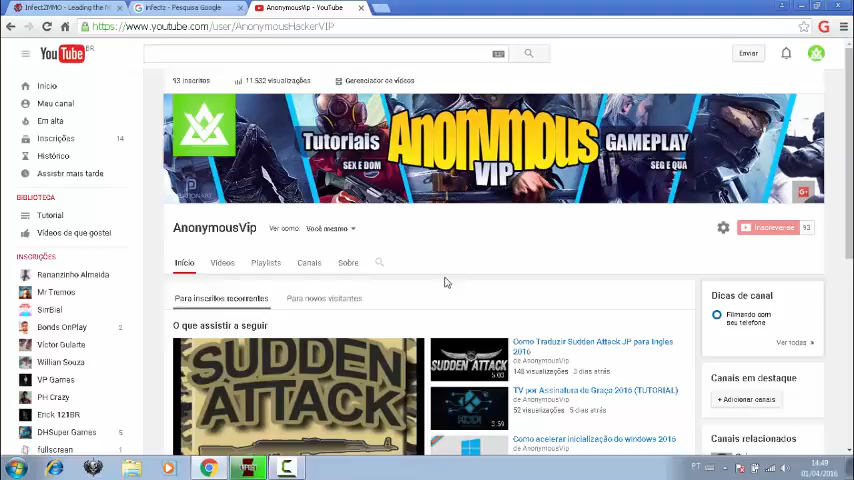 Infect2MMO - Leading the M
infectz - Pesquisa Google
AnonymousVip - YouTube
https://www.youtube.com/user/AnonymousHackerVIP
YouTube BR
Enviar
93 inscritos
11.532 visualizações
Gerenciador de vídeos
Início
Meu canal
Em alta
Inscrições 14
Histórico
Assistir mais tarde
BIBLIOTECA
Tutorial
Vídeos de que gostei
INSCRIÇÕES
Rananzinho Almeida
Mr Tremos
SirrBiel
Bonds OnPlay 2
Víctor Gularte
Willian Souza
VP Games
PH Crazy
Erick 121BR
DHSuper Games 5
fullscreen
Tutoriais
SEX E DOM
ANONYMOUS
VIP
GAMEPLAY
SEG E QUA
G+
AnonymousVip
Ver como: Você mesmo
Inscrever-se 93
Início
Vídeos
Playlists
Canais
Sobre
Para inscritos recorrentes
Para novos visitantes
O que assistir a seguir
SUDDEN
ATTACK
SUDDEN ATTACK
5:03
Como Traduzir Sudden Attack JP para Ingles
2016
de AnonymousVip
148 visualizações 3 dias atrás
3:59
TV por Assinatura de Graça 2016 (TUTORIAL)
de AnonymousVip
52 visualizações 5 dias atrás
Como acelerar inicialização do windows 2016
de AnonymousVip
Dicas de canal
Filmando com
seu telefone
Ver todas »
Canais em destaque
+ Adicionar canais
Canais relacionados
PT
14:49
01/04/2016